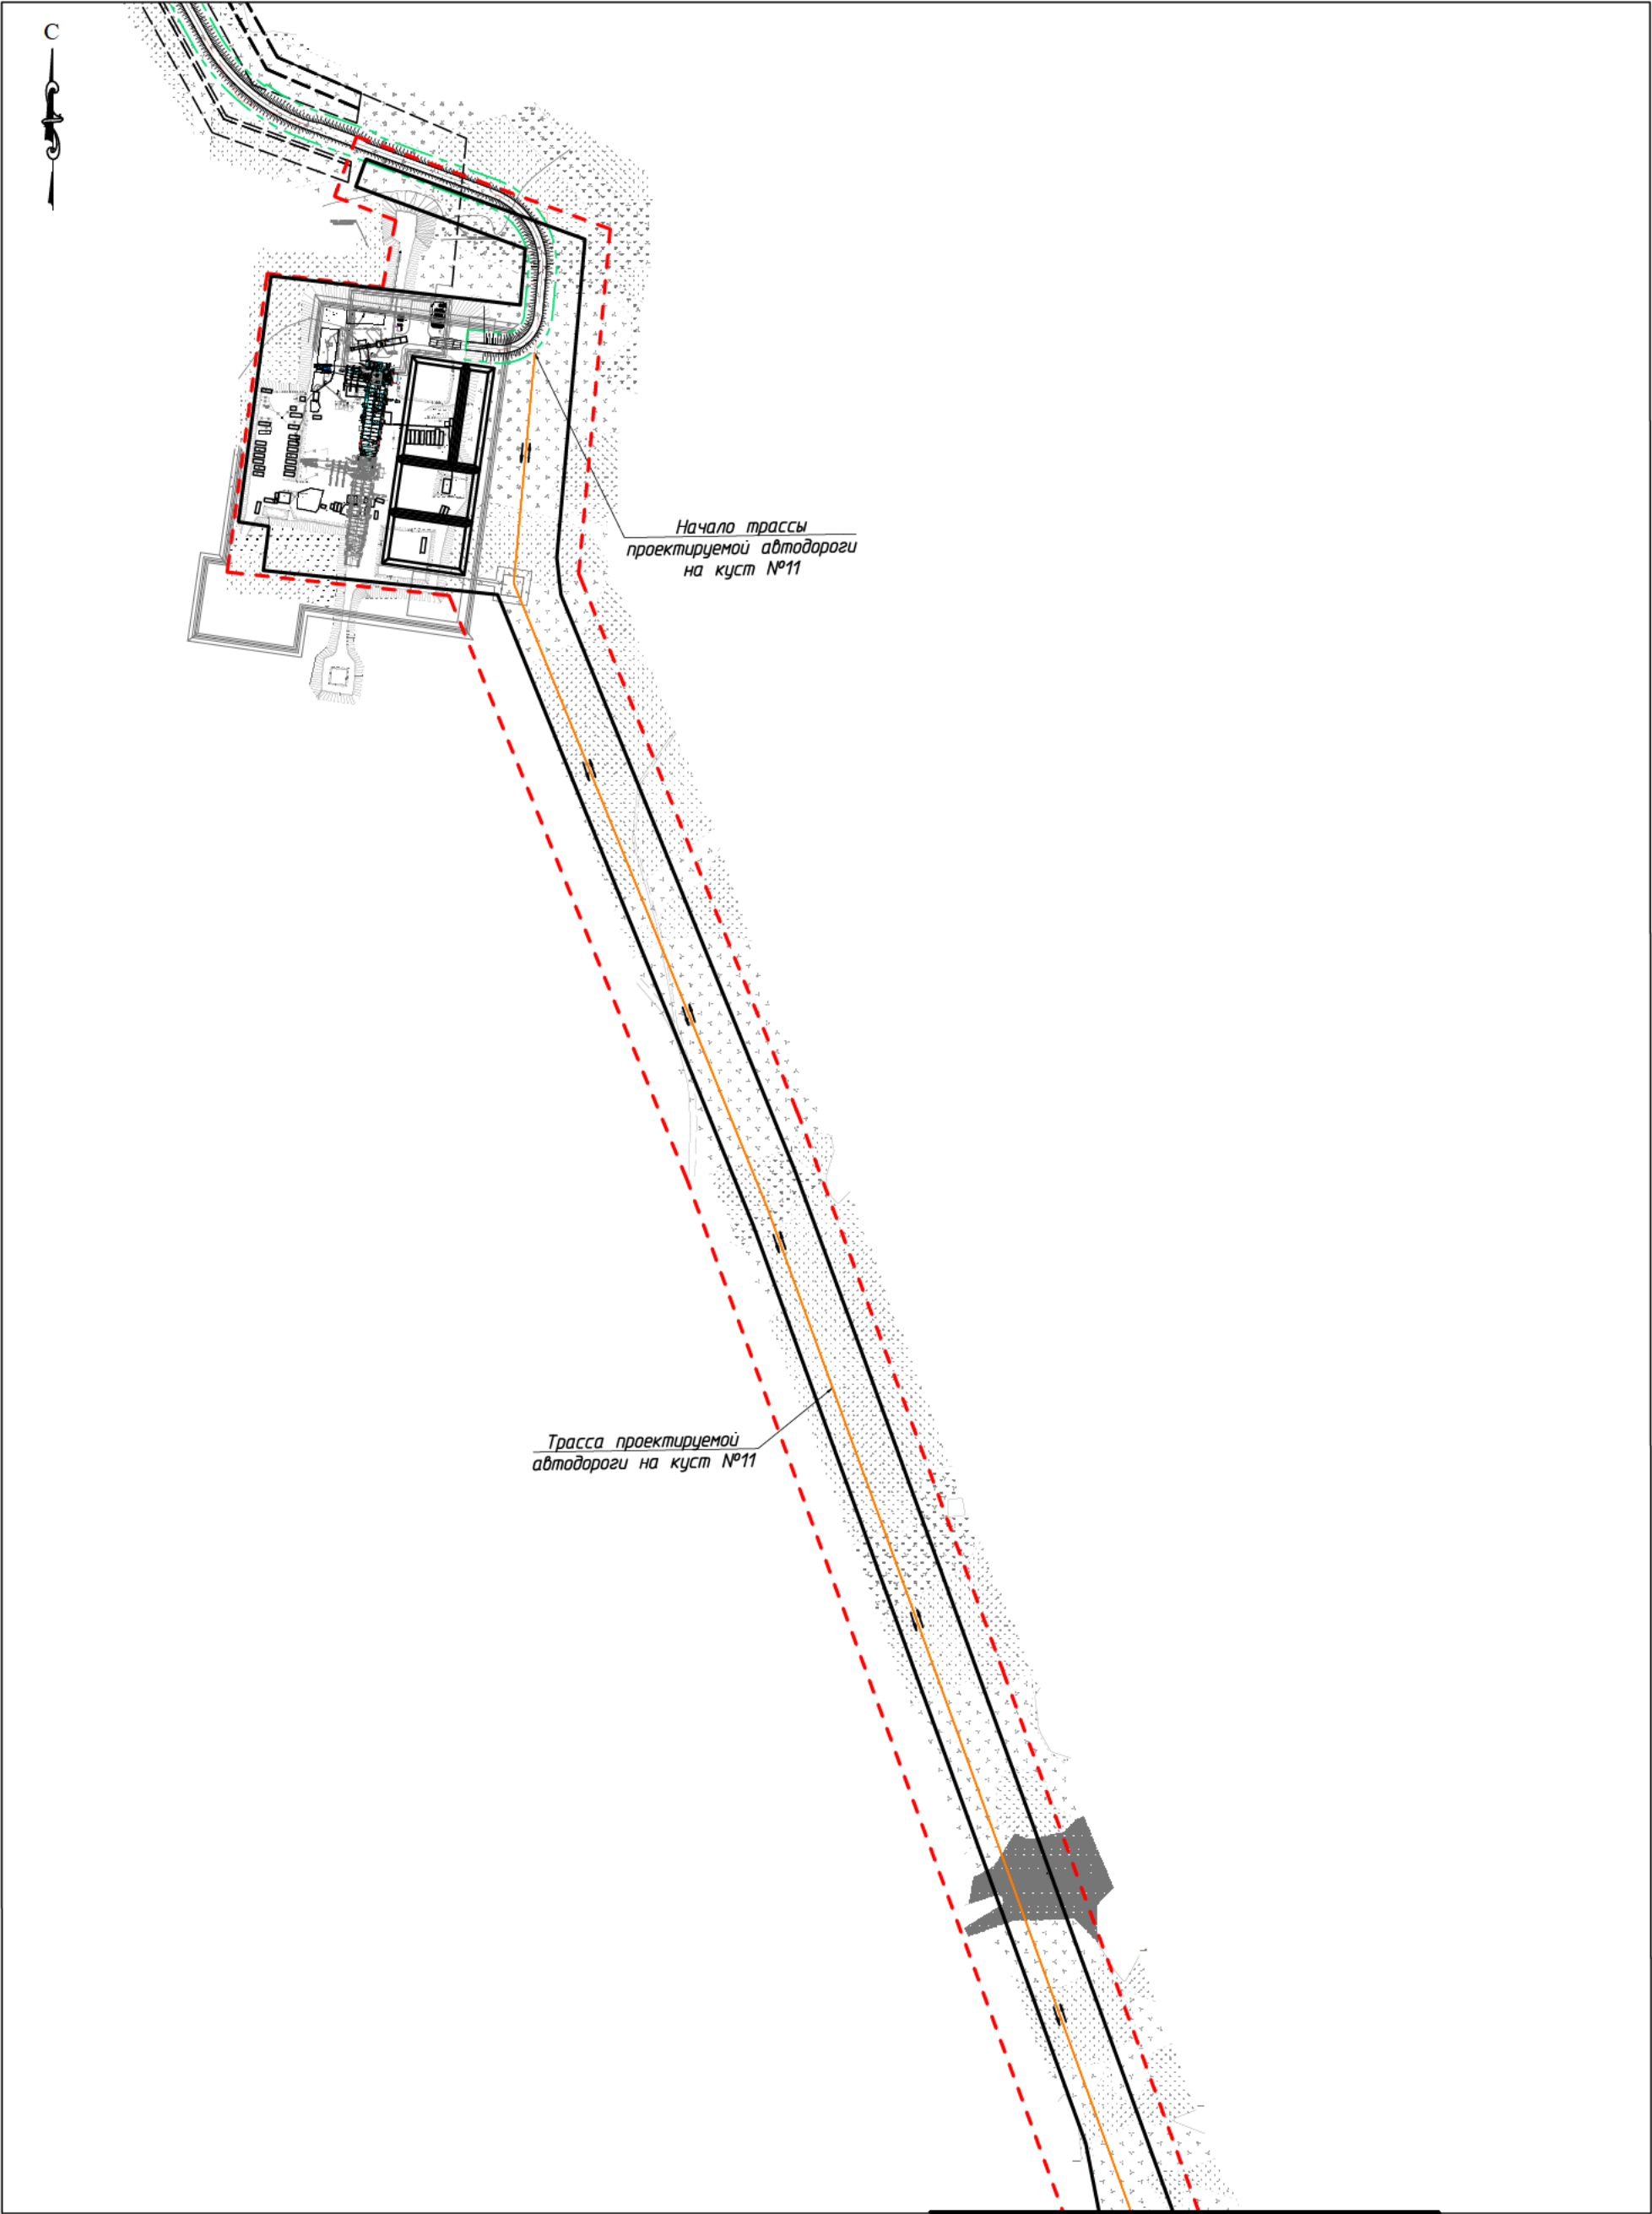 С
Начало трассы
проектируемой автодороги
на куст №11
Трасса проектируемой
автодороги на куст №11